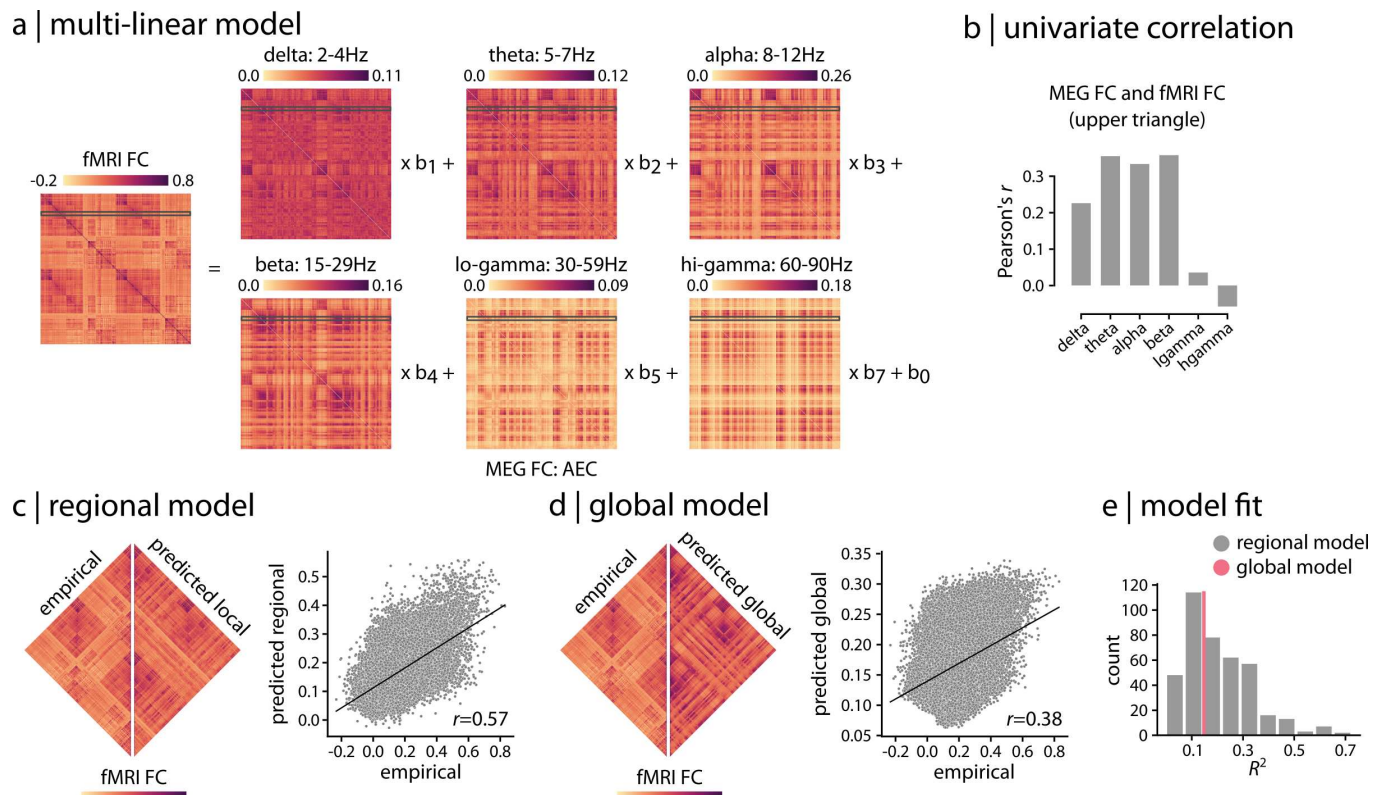 a | multi-linear model
delta: 2-4Hz
0.0 0.11
theta: 5-7Hz
0.0 0.12
alpha: 8-12Hz
0.0 0.26
fMRI FC
-0.2 0.8
x b1 +
x b2 +
x b3 +
=
beta: 15-29Hz
0.0 0.16
lo-gamma: 30-59Hz
0.0 0.09
hi-gamma: 60-90Hz
0.0 0.18
x b4 +
x b5 +
x b7 + b0
MEG FC: AEC
b | univariate correlation
MEG FC and fMRI FC
(upper triangle)
Pearson's r
0.3
0.2
0.1
0.0
delta
theta
alpha
beta
lgamma
hgamma
c | regional model
empirical
predicted local
fMRI FC
predicted regional
0.5
0.4
0.3
0.2
0.1
0.0
r=0.57
-0.2 0.0 0.2 0.4 0.6 0.8
empirical
d | global model
empirical
predicted global
fMRI FC
predicted global
0.35
0.30
0.25
0.20
0.15
0.10
0.05
r=0.38
-0.2 0.0 0.2 0.4 0.6 0.8
empirical
e | model fit
regional model
global model
count
120
100
80
60
40
20
0
0.1 0.3 0.5 0.7
R2